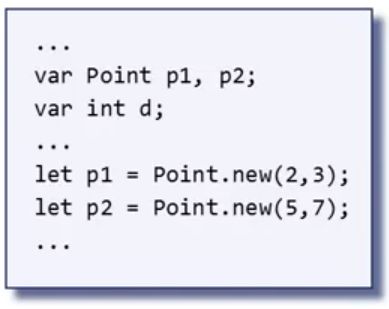 ...
var Point p1, p2;
var int d;
...
let p1 = Point.new(2,3);
let p2 = Point.new(5,7);
...